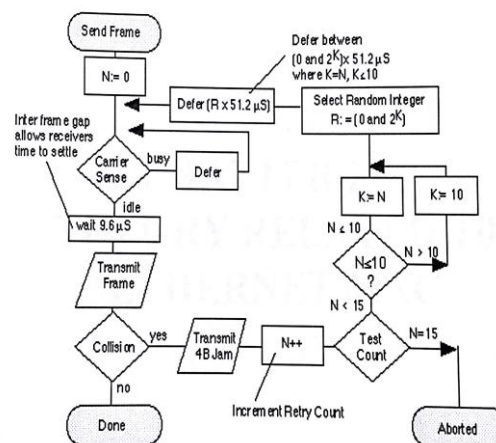 Send Frame
N:= 0
Defer between
(0 and 2K)x 51.2 µS
where K=N, K≤10
Defer (R x 51.2 µS)
Select Random Integer
R: = (0 and 2K)
Inter frame gap
allows receivers
time to settle
Carrier
Sense
busy
Defer
idle
wait 9.6 µS
K:= N
K:= 10
N ≤ 10
N > 10
N≤10
?
Transmit
Frame
N < 15
Collision
yes
Transmit
4B Jam
N++
Test
Count
N=15
no
Increment Retry Count
Done
Aborted